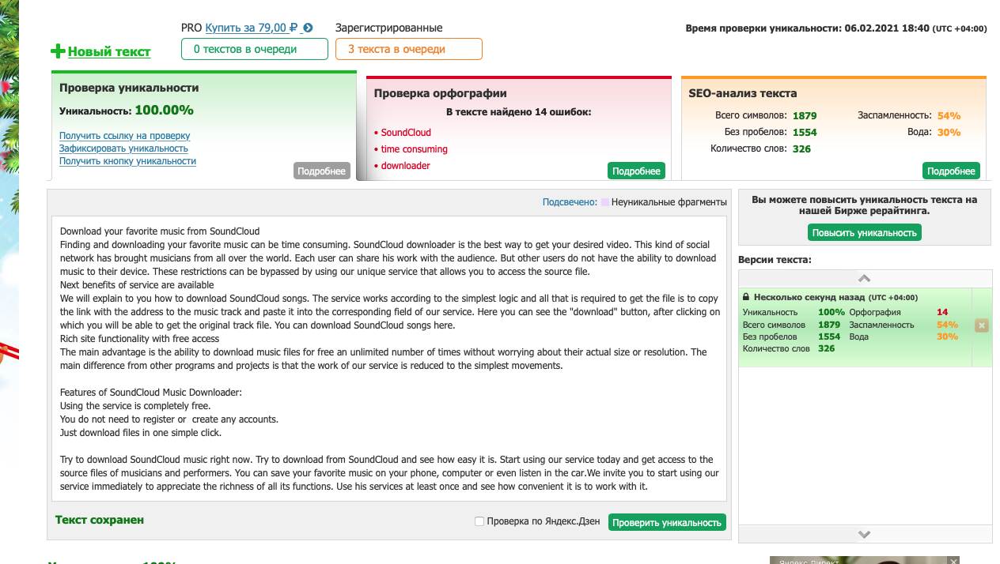 PRO Купить за 79,00 ₽
Зарегистрированные
Время проверки уникальности: 06.02.2021 18:40 (UTC +04:00)
Новый текст
0 текстов в очереди
3 текста в очереди
Проверка уникальности
Уникальность: 100.00%
Получить ссылку на проверку
Зафиксировать уникальность
Получить кнопку уникальности
Подробнее
Проверка орфографии
В тексте найдено 14 ошибок:
• SoundCloud
• time consuming
• downloader
Подробнее
SEO-анализ текста
Всего символов: 1879 Заспамленность: 54%
Без пробелов: 1554 Вода: 30%
Количество слов: 326
Подробнее
Подсвечено: Неуникальные фрагменты
Download your favorite music from SoundCloud
Finding and downloading your favorite music can be time consuming. SoundCloud downloader is the best way to get your desired video. This kind of social
network has brought musicians from all over the world. Each user can share his work with the audience. But other users do not have the ability to download
music to their device. These restrictions can be bypassed by using our unique service that allows you to access the source file.
Next benefits of service are available
We will explain to you how to download SoundCloud songs. The service works according to the simplest logic and all that is required to get the file is to copy
the link with the address to the music track and paste it into the corresponding field of our service. Here you can see the "download" button, after clicking on
which you will be able to get the original track file. You can download SoundCloud songs here.
Rich site functionality with free access
The main advantage is the ability to download music files for free an unlimited number of times without worrying about their actual size or resolution. The
main difference from other programs and projects is that the work of our service is reduced to the simplest movements.
Features of SoundCloud Music Downloader:
Using the service is completely free.
You do not need to register or  create any accounts.
Just download files in one simple click.
Try to download SoundCloud music right now. Try to download from SoundCloud and see how easy it is. Start using our service today and get access to the
source files of musicians and performers. You can save your favorite music on your phone, computer or even listen in the car.We invite you to start using our
service immediately to appreciate the richness of all its functions. Use his services at least once and see how convenient it is to work with it.
Текст сохранен
Проверка по Яндекс.Дзен
Проверить уникальность
Вы можете повысить уникальность текста на
нашей Бирже рерайтинга.
Повысить уникальность
Версии текста:
Несколько секунд назад (UTC +04:00)
Уникальность 100% Орфография 14
Всего символов 1879 Заспамленность 54%
Без пробелов 1554 Вода 30%
Количество слов 326
100%
Яндекс.Директ